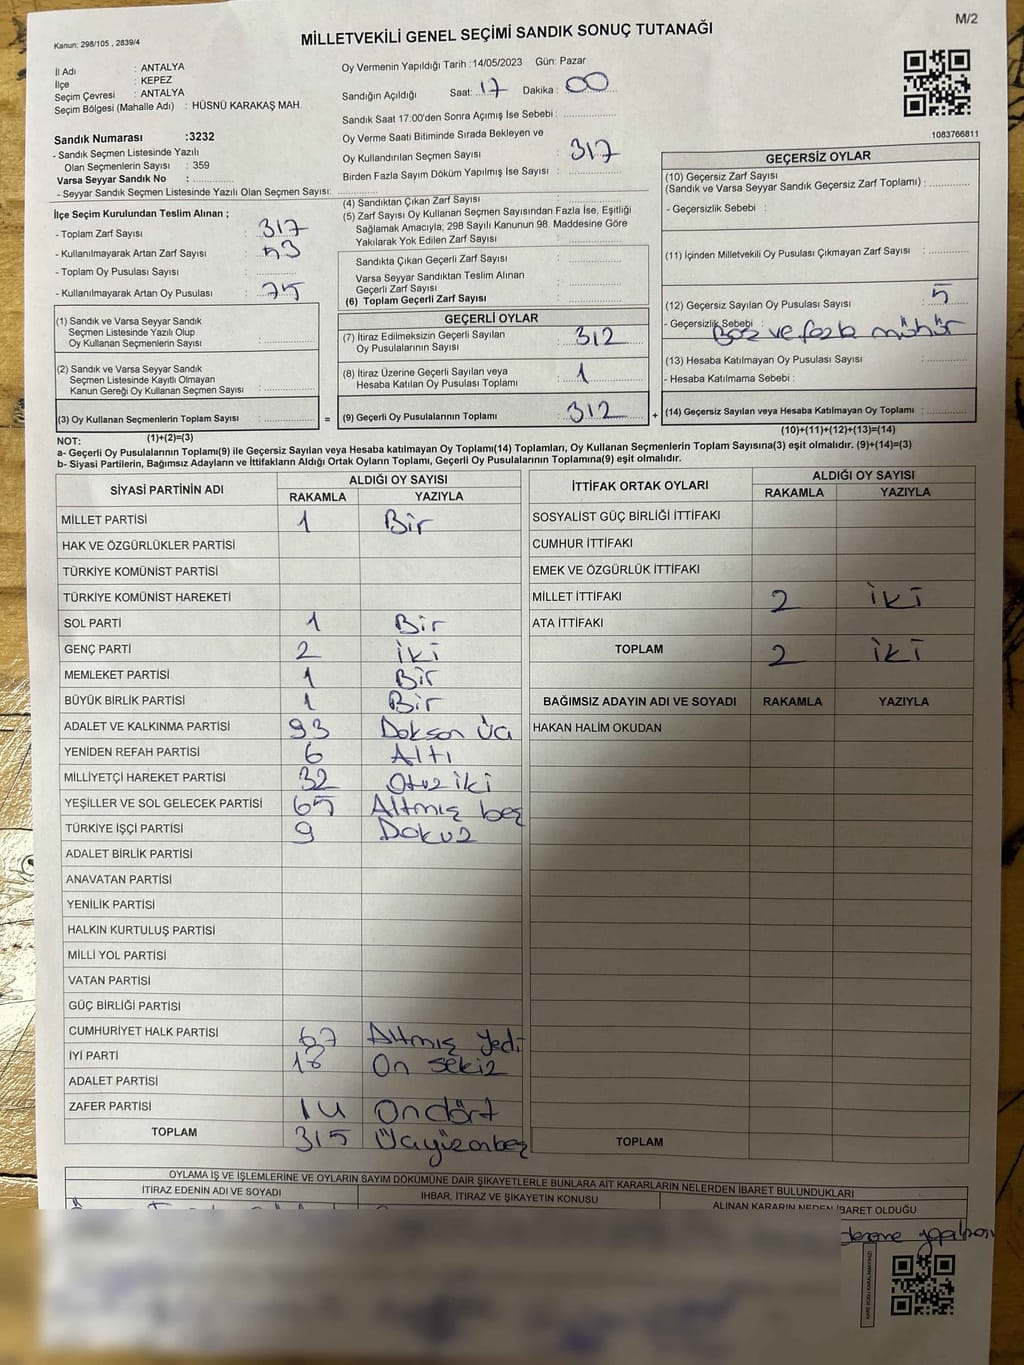 M/2
Kanun: 298/105 , 2839/4
MİLLETVEKİLİ GENEL SEÇİMİ SANDIK SONUÇ TUTANAĞI
İl Adı : ANTALYA
İlçe : KEPEZ
Seçim Çevresi : ANTALYA
Seçim Bölgesi (Mahalle Adı) : HÜSNÜ KARAKAŞ MAH.
Sandık Numarası :3232
- Sandık Seçmen Listesinde Yazılı
Olan Seçmenlerin Sayısı : 359
Varsa Seyyar Sandık No :
- Seyyar Sandık Seçmen Listesinde Yazılı Olan Seçmen Sayısı:
Oy Vermenin Yapıldığı Tarih :14/05/2023 Gün: Pazar
Sandığın Açıldığı Saat: 17 Dakika : 00
Sandık Saat 17:00'den Sonra Açımış İse Sebebi :
Oy Verme Saati Bitiminde Sırada Bekleyen ve
Oy Kullandırılan Seçmen Sayısı : 317
Birden Fazla Sayım Döküm Yapılmış İse Sayısı :
1083766811
İlçe Seçim Kurulundan Teslim Alınan ;
- Toplam Zarf Sayısı : 317
- Kullanılmayarak Artan Zarf Sayısı : 53
- Toplam Oy Pusulası Sayısı :
- Kullanılmayarak Artan Oy Pusulası : 75
(1) Sandık ve Varsa Seyyar Sandık
Seçmen Listesinde Yazılı Olup
Oy Kullanan Seçmenlerin Sayısı :
(2) Sandık ve Varsa Seyyar Sandık
Seçmen Listesinde Kayıtlı Olmayan
Kanun Gereği Oy Kullanan Seçmen Sayısı :
(3) Oy Kullanan Seçmenlerin Toplam Sayısı :
(4) Sandıktan Çıkan Zarf Sayısı :
(5) Zarf Sayısı Oy Kullanan Seçmen Sayısından Fazla İse, Eşitliği
Sağlamak Amacıyla; 298 Sayılı Kanunun 98. Maddesine Göre
Yakılarak Yok Edilen Zarf Sayısı :
Sandıkta Çıkan Geçerli Zarf Sayısı :
Varsa Seyyar Sandıktan Teslim Alınan
Geçerli Zarf Sayısı :
(6) Toplam Geçerli Zarf Sayısı :
GEÇERLİ OYLAR
(7) İtiraz Edilmeksizin Geçerli Sayılan
Oy Pusulalarının Sayısı : 312
(8) İtiraz Üzerine Geçerli Sayılan veya
Hesaba Katılan Oy Pusulası Toplamı : 1
= (9) Geçerli Oy Pusulalarının Toplamı : 312 +
GEÇERSİZ OYLAR
(10) Geçersiz Zarf Sayısı
(Sandık ve Varsa Seyyar Sandık Geçersiz Zarf Toplamı) :
- Geçersizlik Sebebi :
(11) İçinden Milletvekili Oy Pusulası Çıkmayan Zarf Sayısı :
(12) Geçersiz Sayılan Oy Pusulası Sayısı : 5
- Geçersizlik Sebebi : Boş ve fazla mühür
(13) Hesaba Katılmayan Oy Pusulası Sayısı :
- Hesaba Katılmama Sebebi :
(14) Geçersiz Sayılan veya Hesaba Katılmayan Oy Toplamı :
(1)+(2)=(3)
(10)+(11)+(12)+(13)=(14)
NOT:
a- Geçerli Oy Pusulalarının Toplamı(9) ile Geçersiz Sayılan veya Hesaba katılmayan Oy Toplamı(14) Toplamları, Oy Kullanan Seçmenlerin Toplam Sayısına(3) eşit olmalıdır. (9)+(14)=(3)
b- Siyasi Partilerin, Bağımsız Adayların ve İttifakların Aldığı Ortak Oyların Toplamı, Geçerli Oy Pusulalarının Toplamına(9) eşit olmalıdır.
SİYASİ PARTİNİN ADI ALDIĞI OY SAYISI
RAKAMLA YAZIYLA
MİLLET PARTİSİ 1 Bir
HAK VE ÖZGÜRLÜKLER PARTİSİ
TÜRKİYE KOMÜNİST PARTİSİ
TÜRKİYE KOMÜNİST HAREKETİ
SOL PARTİ 1 Bir
GENÇ PARTİ 2 İki
MEMLEKET PARTİSİ 1 Bir
BÜYÜK BİRLİK PARTİSİ 1 Bir
ADALET VE KALKINMA PARTİSİ 93 Doksan Üç
YENİDEN REFAH PARTİSİ 6 Altı
MİLLİYETÇİ HAREKET PARTİSİ 32 Otuz iki
YEŞİLLER VE SOL GELECEK PARTİSİ 65 Altmış beş
TÜRKİYE İŞÇİ PARTİSİ 9 Dokuz
ADALET BİRLİK PARTİSİ
ANAVATAN PARTİSİ
YENİLİK PARTİSİ
HALKIN KURTULUŞ PARTİSİ
MİLLİ YOL PARTİSİ
VATAN PARTİSİ
GÜÇ BİRLİĞİ PARTİSİ
CUMHURİYET HALK PARTİSİ 67 Altmış Yedi
İYİ PARTİ 18 On sekiz
ADALET PARTİSİ
ZAFER PARTİSİ 14 Ondört
TOPLAM 315 Üçyüzonbeş
İTTİFAK ORTAK OYLARI ALDIĞI OY SAYISI
RAKAMLA YAZIYLA
SOSYALİST GÜÇ BİRLİĞİ İTTİFAKI
CUMHUR İTTİFAKI
EMEK VE ÖZGÜRLÜK İTTİFAKI
MİLLET İTTİFAKI 2 İKİ
ATA İTTİFAKI
TOPLAM 2 İKİ
BAĞIMSIZ ADAYIN ADI VE SOYADI RAKAMLA YAZIYLA
HAKAN HALİM OKUDAN
TOPLAM
OYLAMA İŞ VE İŞLEMLERİNE VE OYLARIN SAYIM DÖKÜMÜNE DAİR ŞİKAYETLERLE BUNLARA AİT KARARLARIN NELERDEN İBARET BULUNDUKLARI
İTİRAZ EDENİN ADI VE SOYADI İHBAR, İTİRAZ VE ŞİKAYETİN KONUSU ALINAN KARARIN NEDEN İBARET OLDUĞU